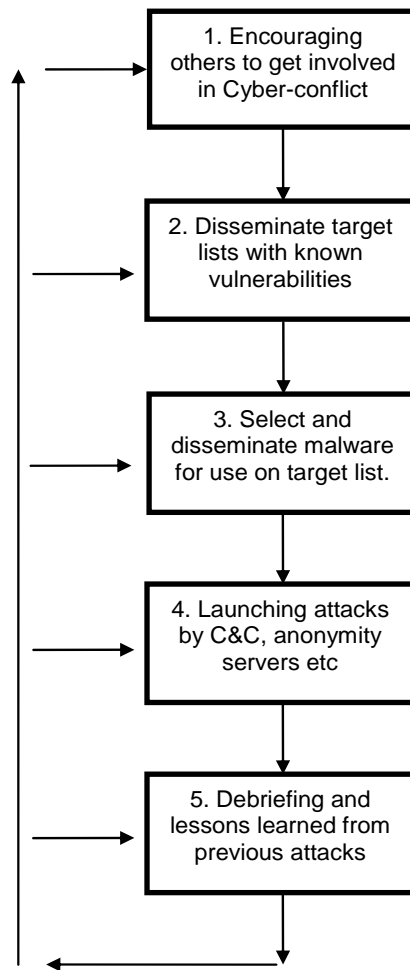 1. Encouraging
others to get involved
in Cyber-conflict
2. Disseminate target
lists with known
vulnerabilities
3. Select and
disseminate malware
for use on target list.
4. Launching attacks
by C&C, anonymity
servers etc
5. Debriefing and
lessons learned from
previous attacks